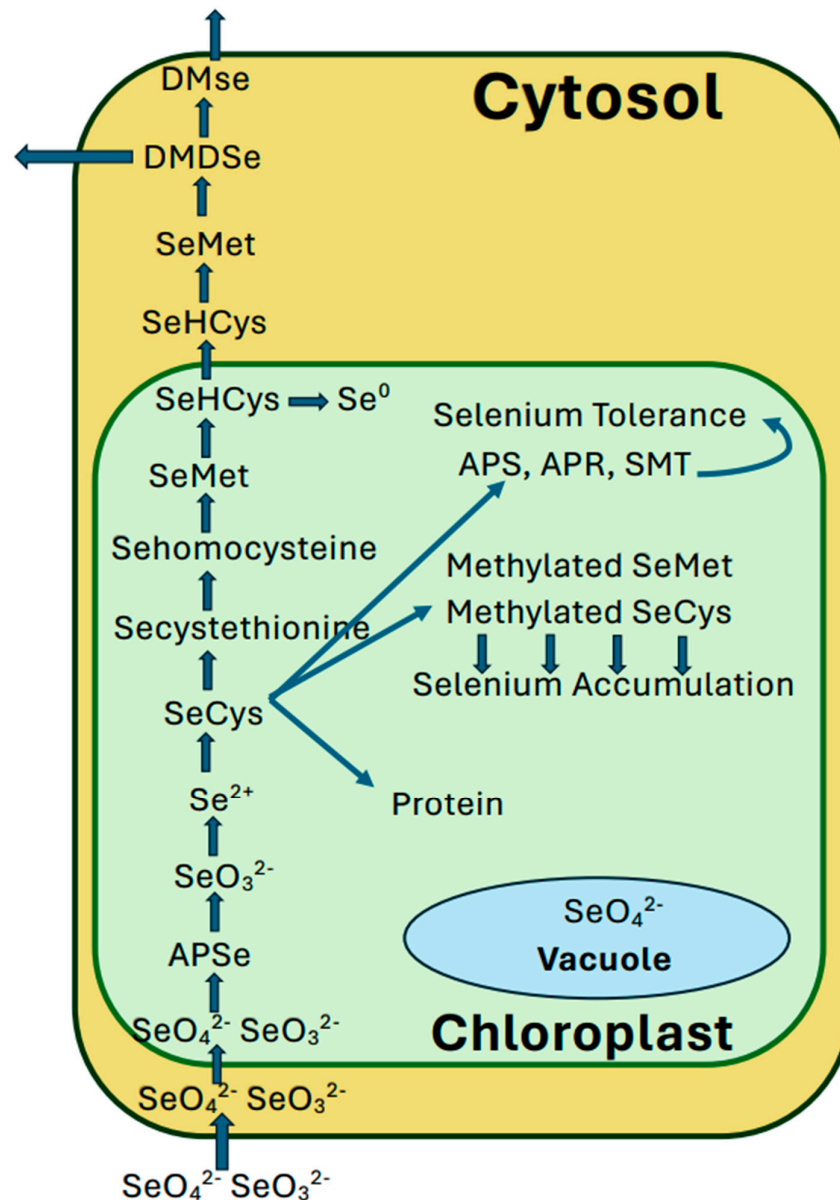 DMse
Cytosol
DMDSe
SeMet
SeHCys
SeHCys Se⁰
Selenium Tolerance
APS, APR, SMT
SeMet
Sehomocysteine
Methylated SeMet
Methylated SeCys
Secystethionine
Selenium Accumulation
SeCys
Se²⁺
Protein
SeO₃²⁻
SeO₄²⁻
Vacuole
APSe
SeO₄²⁻ SeO₃²⁻
Chloroplast
SeO₄²⁻ SeO₃²⁻
SeO₄²⁻ SeO₃²⁻